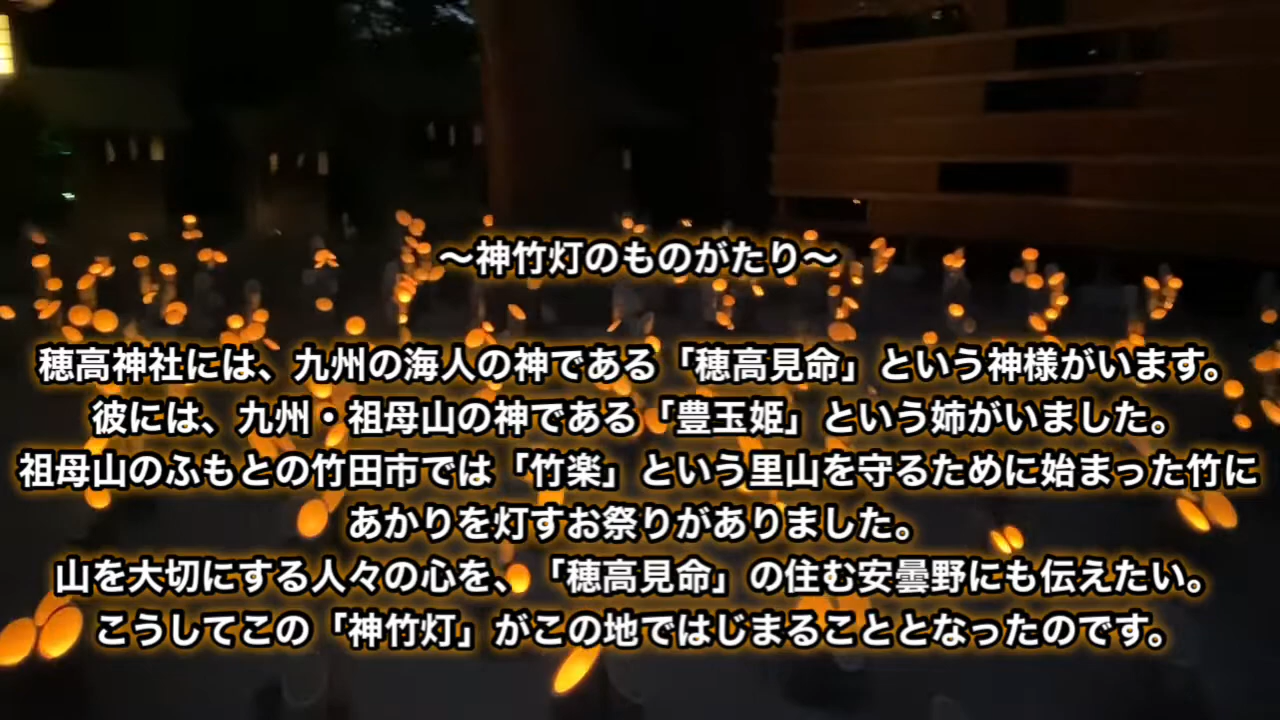 〜神竹灯のものがたり〜
穂高神社には、九州の海人の神である「穂高見命」という神様がいます。
彼には、九州・祖母山の神である「豊玉姫」という姉がいました。
祖母山のふもとの竹田市では「竹楽」という里山を守るために始まった竹に
あかりを灯すお祭りがありました。
山を大切にする人々の心を、「穂高見命」の住む安曇野にも伝えたい。
こうしてこの「神竹灯」がこの地ではじまることとなったのです。